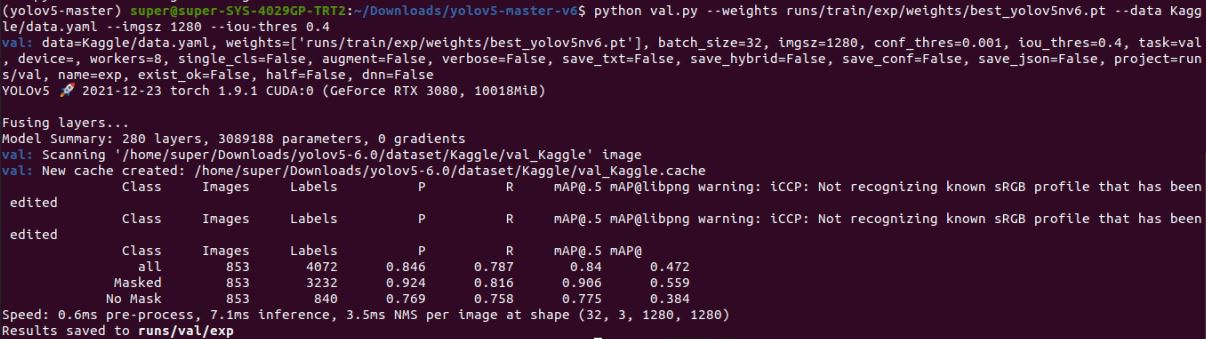 (yolov5-master) super@super-SYS-4029GP-TRT2:~/Downloads/yolov5-master-v6$ python val.py --weights runs/train/exp/weights/best_yolov5nv6.pt --data Kagg
le/data.yaml --imgsz 1280 --iou-thres 0.4
val: data=Kaggle/data.yaml, weights=['runs/train/exp/weights/best_yolov5nv6.pt'], batch_size=32, imgsz=1280, conf_thres=0.001, iou_thres=0.4, task=val
, device=, workers=8, single_cls=False, augment=False, verbose=False, save_txt=False, save_hybrid=False, save_conf=False, save_json=False, project=run
s/val, name=exp, exist_ok=False, half=False, dnn=False
YOLOv5 🚀 2021-12-23 torch 1.9.1 CUDA:0 (GeForce RTX 3080, 10018MiB)
Fusing layers...
Model Summary: 280 layers, 3089188 parameters, 0 gradients
val: Scanning '/home/super/Downloads/yolov5-6.0/dataset/Kaggle/val_Kaggle' image
val: New cache created: /home/super/Downloads/yolov5-6.0/dataset/Kaggle/val_Kaggle.cache
Class Images Labels P R mAP@.5 mAP@libpng warning: iCCP: Not recognizing known sRGB profile that has been
edited
Class Images Labels P R mAP@.5 mAP@libpng warning: iCCP: Not recognizing known sRGB profile that has been
edited
Class Images Labels P R mAP@.5 mAP@
all 853 4072 0.846 0.787 0.84 0.472
Masked 853 3232 0.924 0.816 0.906 0.559
No Mask 853 840 0.769 0.758 0.775 0.384
Speed: 0.6ms pre-process, 7.1ms inference, 3.5ms NMS per image at shape (32, 3, 1280, 1280)
Results saved to runs/val/exp